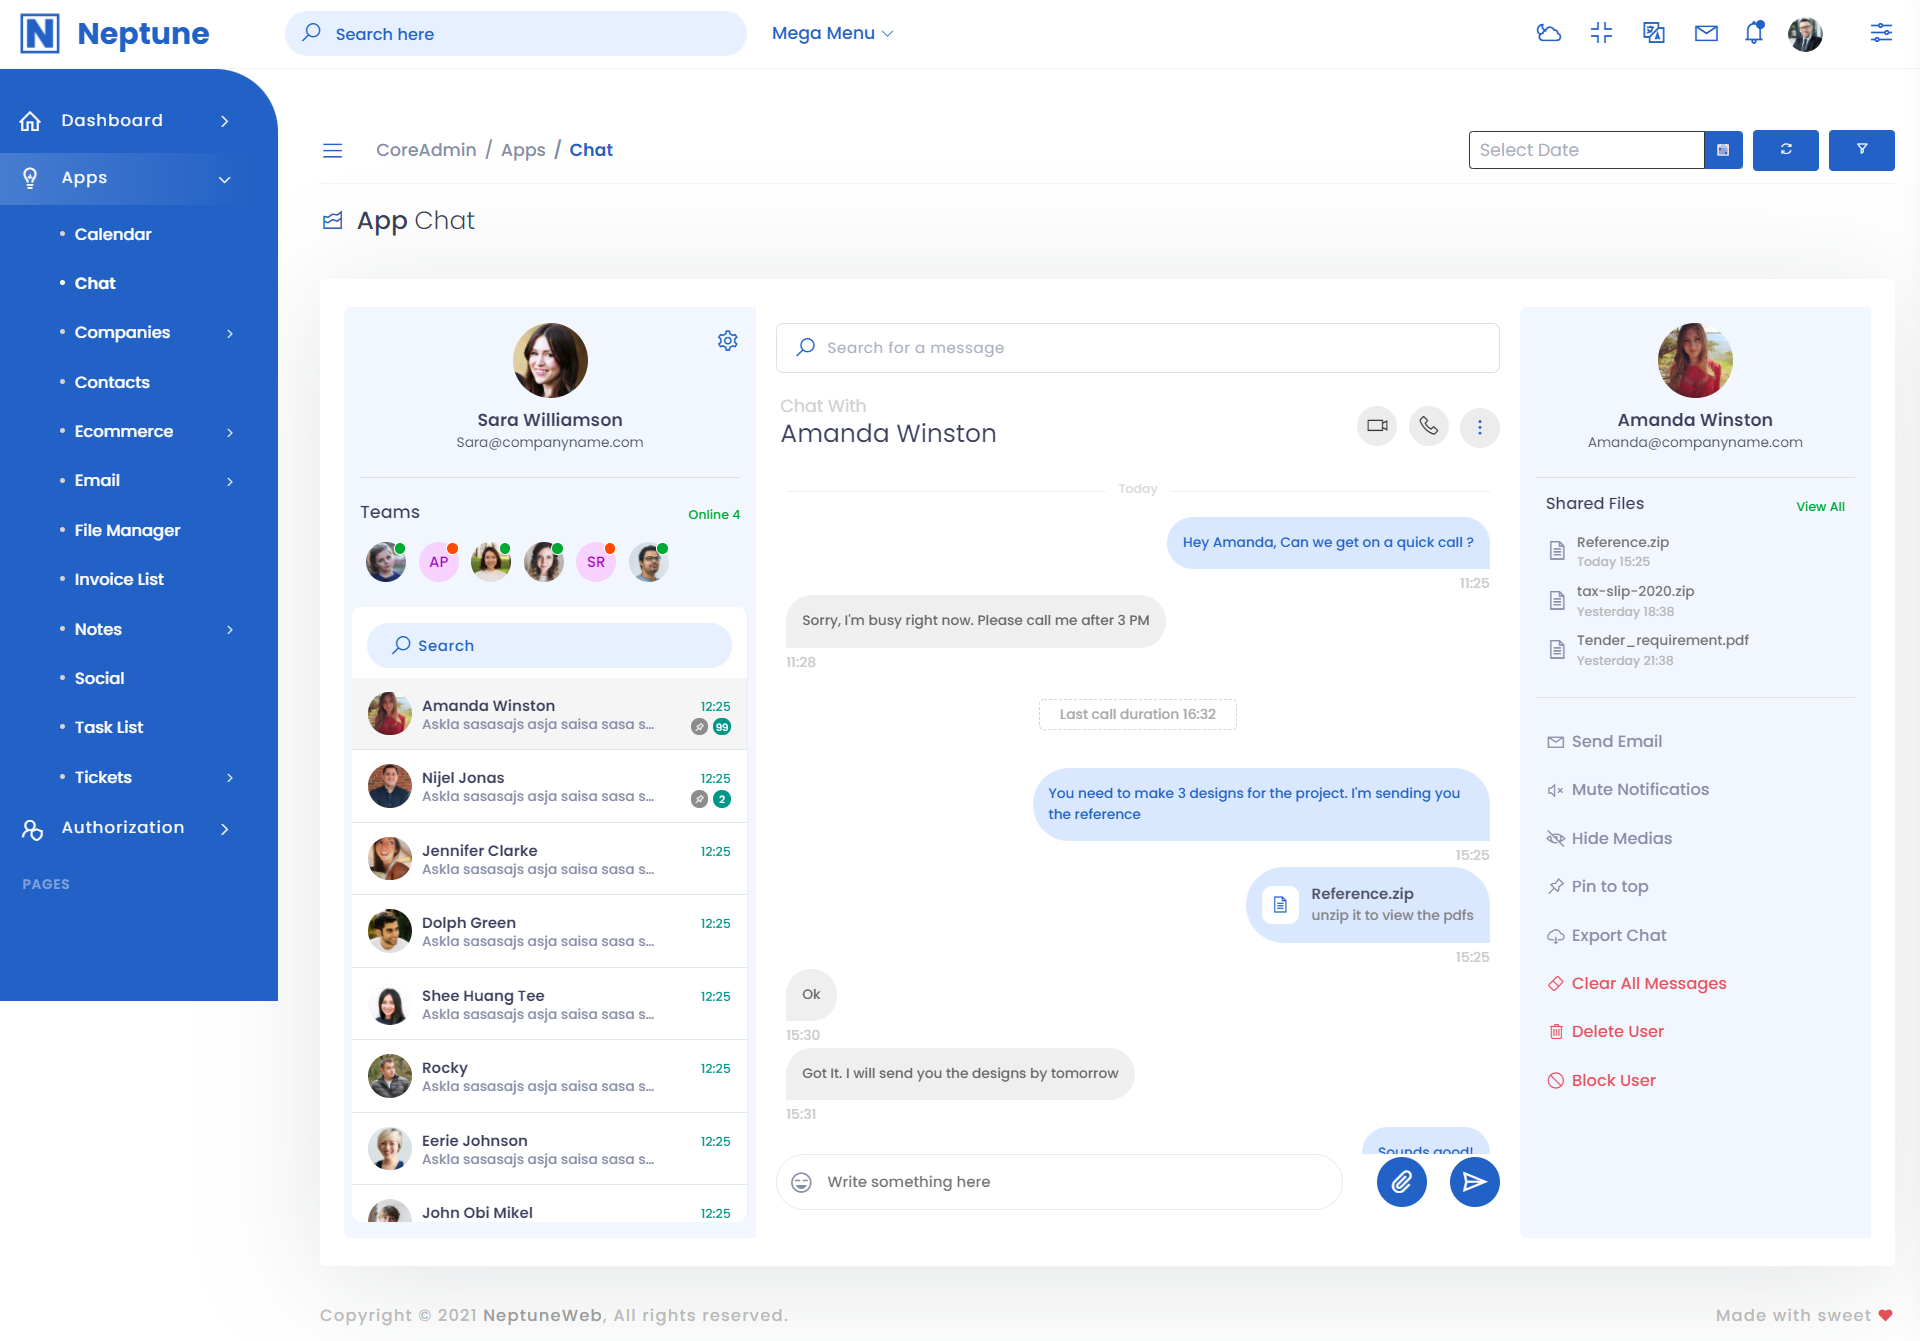 N Neptune
Search here
Mega Menu
Dashboard
Apps
Calendar
Chat
Companies
Contacts
Ecommerce
Email
File Manager
Invoice List
Notes
Social
Task List
Tickets
Authorization
PAGES
CoreAdmin / Apps / Chat
Select Date
App Chat
Sara Williamson
Sara@companyname.com
Teams
Online 4
AP
SR
Search
Amanda Winston
12:25
Askla sasasajs asja saisa sasa s...
99
Nijel Jonas
12:25
Askla sasasajs asja saisa sasa s...
2
Jennifer Clarke
12:25
Askla sasasajs asja saisa sasa s...
Dolph Green
12:25
Askla sasasajs asja saisa sasa s...
Shee Huang Tee
12:25
Askla sasasajs asja saisa sasa s...
Rocky
12:25
Askla sasasajs asja saisa sasa s...
Eerie Johnson
12:25
Askla sasasajs asja saisa sasa s...
John Obi Mikel
12:25
Search for a message
Chat With
Amanda Winston
Today
Hey Amanda, Can we get on a quick call ?
11:25
Sorry, I'm busy right now. Please call me after 3 PM
11:28
Last call duration 16:32
You need to make 3 designs for the project. I'm sending you
the reference
15:25
Reference.zip
unzip it to view the pdfs
15:25
Ok
15:30
Got It. I will send you the designs by tomorrow
15:31
Sounds good!
Write something here
Amanda Winston
Amanda@companyname.com
Shared Files
View All
Reference.zip
Today 15:25
tax-slip-2020.zip
Yesterday 18:38
Tender_requirement.pdf
Yesterday 21:38
Send Email
Mute Notificatios
Hide Medias
Pin to top
Export Chat
Clear All Messages
Delete User
Block User
Copyright © 2021 NeptuneWeb, All rights reserved.
Made with sweet